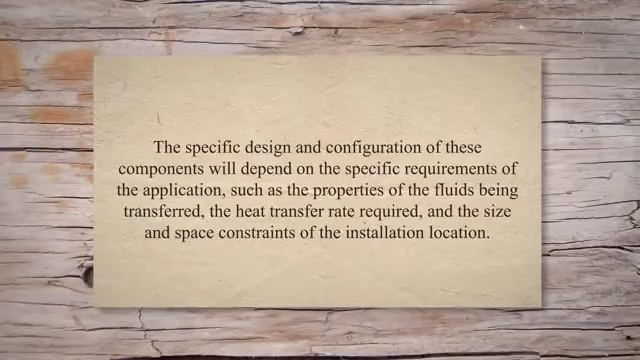 The specific design and configuration of these
components will depend on the specific requirements of
the application, such as the properties of the fluids being
transferred, the heat transfer rate required, and the size
and space constraints of the installation location.